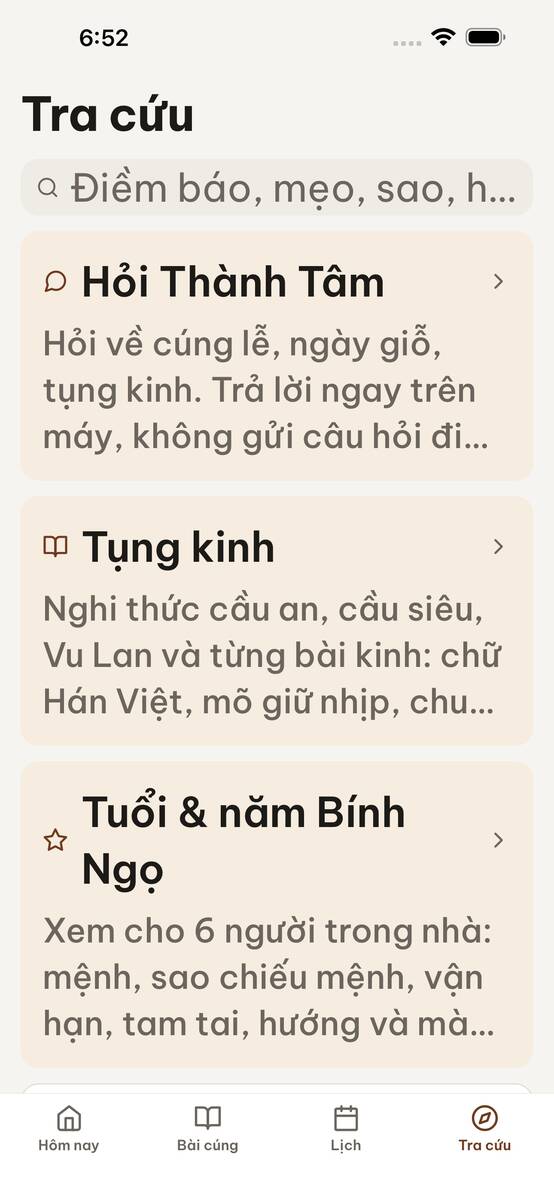 6:52
Tra cứu
Điềm báo, mẹo, sao, h...
Hỏi Thành Tâm
Hỏi về cúng lễ, ngày giỗ,
tụng kinh. Trả lời ngay trên
máy, không gửi câu hỏi đi...
Tụng kinh
Nghi thức cầu an, cầu siêu,
Vu Lan và từng bài kinh: chữ
Hán Việt, mõ giữ nhịp, chu...
Tuổi & năm Bính
Ngọ
Xem cho 6 người trong nhà:
mệnh, sao chiếu mệnh, vận
hạn, tam tai, hướng và mà...
Hôm nay
Bài cúng
Lịch
Tra cứu